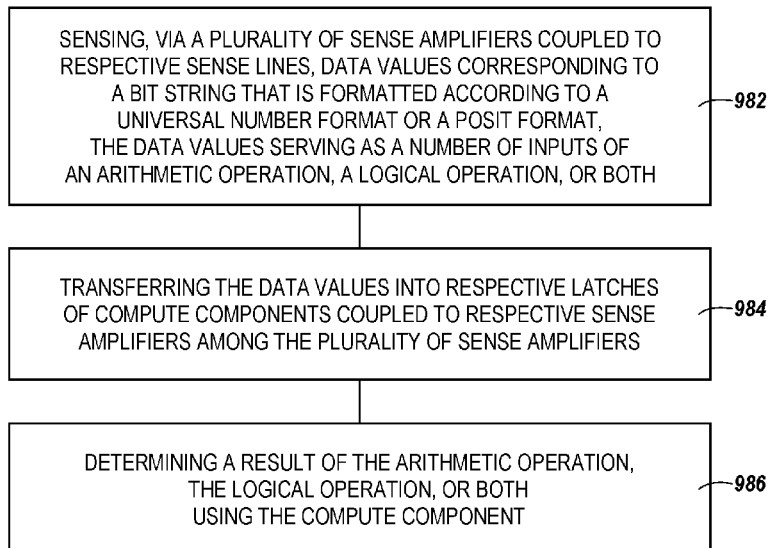 SENSING, VIA A PLURALITY OF SENSE AMPLIFIERS COUPLED TO
RESPECTIVE SENSE LINES, DATA VALUES CORRESPONDING TO
A BIT STRING THAT IS FORMATTED ACCORDING TO A
UNIVERSAL NUMBER FORMAT OR A POSIT FORMAT,
THE DATA VALUES SERVING AS A NUMBER OF INPUTS OF
AN ARITHMETIC OPERATION, A LOGICAL OPERATION, OR BOTH
982
TRANSFERRING THE DATA VALUES INTO RESPECTIVE LATCHES
OF COMPUTE COMPONENTS COUPLED TO RESPECTIVE SENSE
AMPLIFIERS AMONG THE PLURALITY OF SENSE AMPLIFIERS
984
DETERMINING A RESULT OF THE ARITHMETIC OPERATION,
THE LOGICAL OPERATION, OR BOTH
USING THE COMPUTE COMPONENT
986